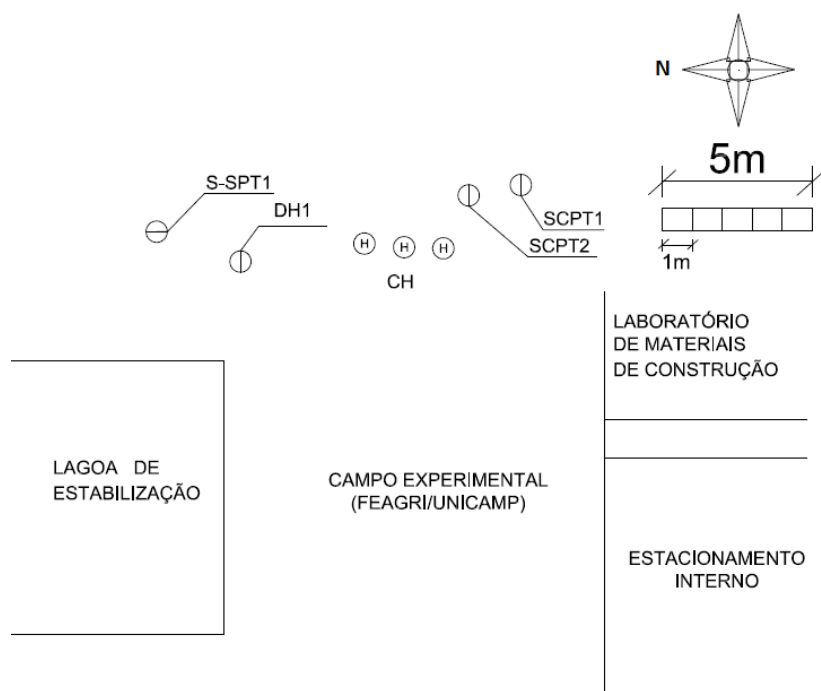 N
5m
1m
S-SPT1
DH1
SCPT1
SCPT2
H H H
CH
LABORATÓRIO
DE MATERIAIS
DE CONSTRUÇÃO
LAGOA DE
ESTABILIZAÇÃO
CAMPO EXPERIMENTAL
(FEAGRI/UNICAMP)
ESTACIONAMENTO
INTERNO